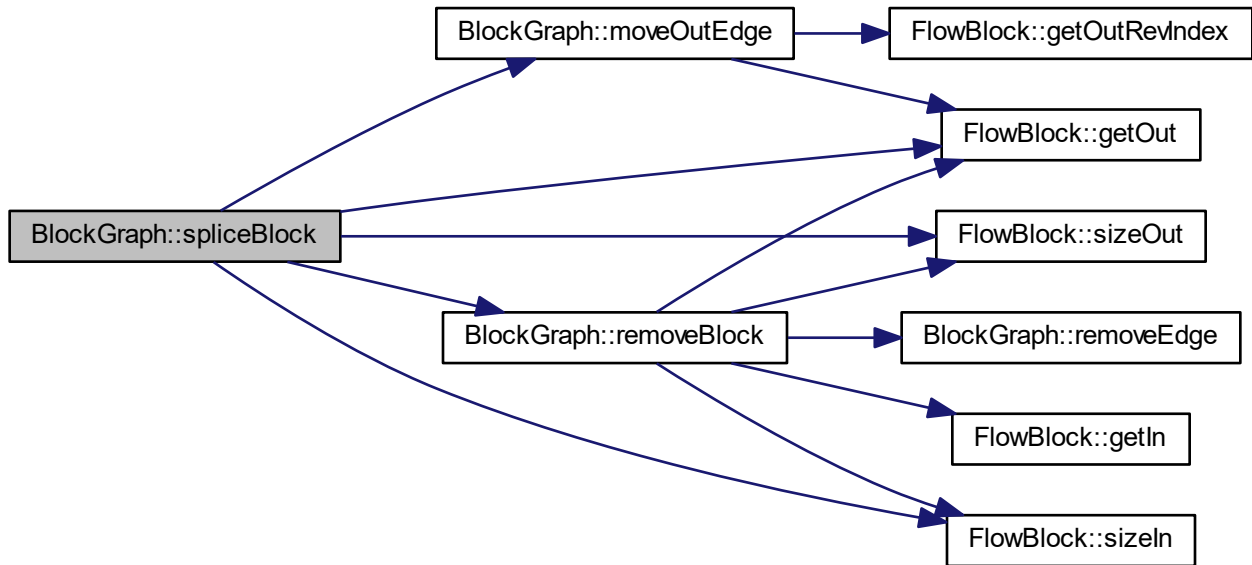 BlockGraph::moveOutEdge
FlowBlock::getOutRevIndex
FlowBlock::getOut
BlockGraph::spliceBlock
FlowBlock::sizeOut
BlockGraph::removeBlock
BlockGraph::removeEdge
FlowBlock::getIn
FlowBlock::sizeIn